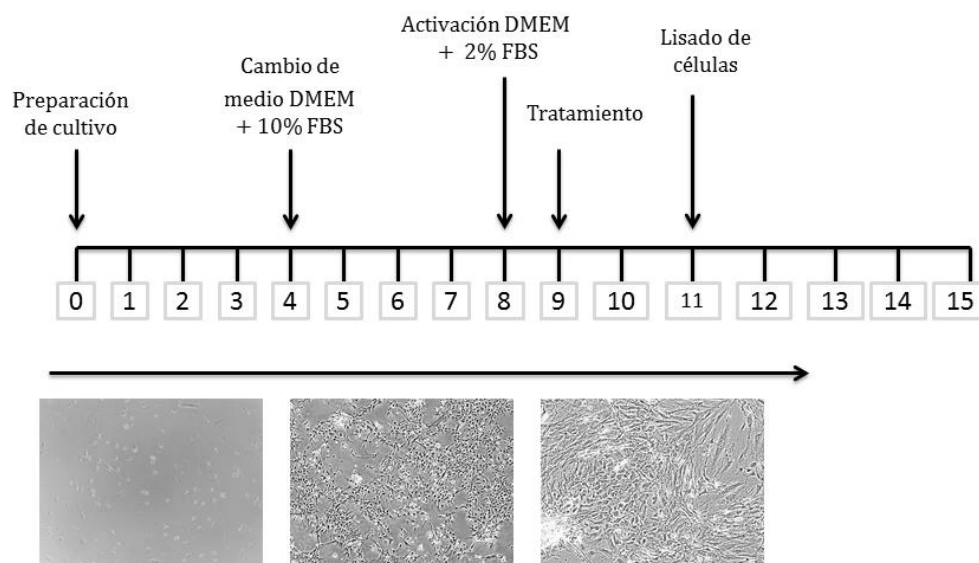 Preparación
de cultivo
Cambio de
medio DMEM
+ 10% FBS
Activación DMEM
+ 2% FBS
Tratamiento
Lisado de
células
0 1 2 3 4 5 6 7 8 9 10 11 12 13 14 15